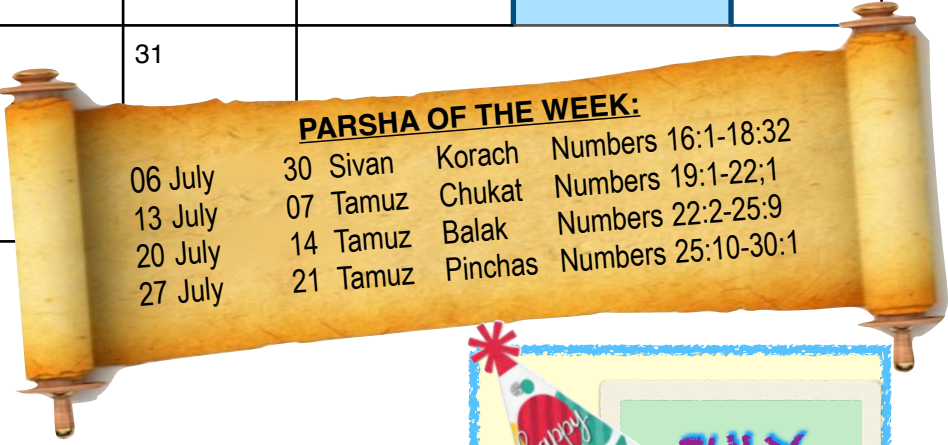 31
PARSHA OF THE WEEK:
06 July 30 Sivan Korach Numbers 16:1-18:32
13 July 07 Tamuz Chukat Numbers 19:1-22;1
20 July 14 Tamuz Balak Numbers 22:2-25:9
27 July 21 Tamuz Pinchas Numbers 25:10-30:1
happy